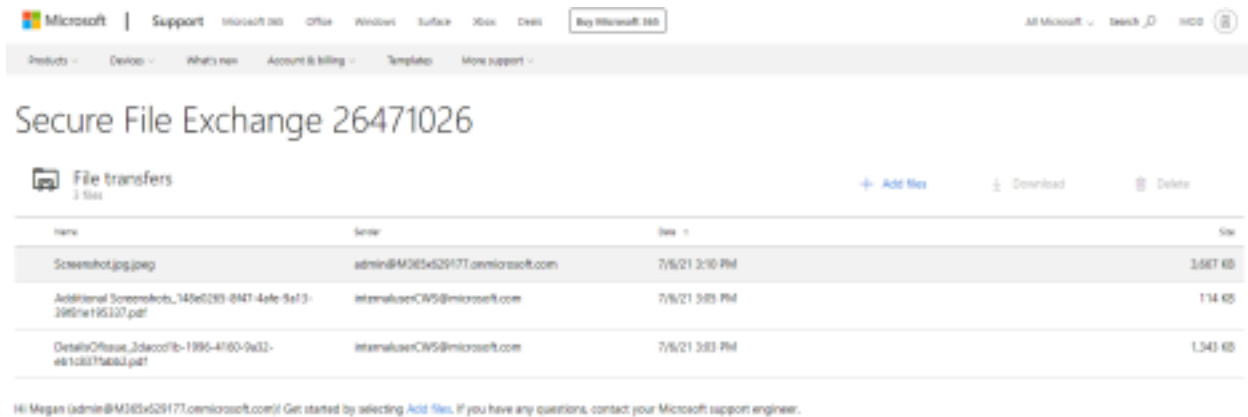 Microsoft | Support Microsoft 365 Office Windows Surface Xbox Deals Buy Microsoft 365 All Microsoft Search
Products Devices What's new Account & billing Templates More support
Secure File Exchange 26471026
File transfers
3 files
Add files Download Delete
Name Sender Date Size
Screenshot.jpg.jpeg admin@M365x629177.onmicrosoft.com 7/6/21 3:10 PM 3,667 KB
Additional Screenshots_ internaluserCWS@microsoft.com 7/6/21 3:05 PM 114 KB
internaluserCWS@microsoft.com 7/6/21 3:03 PM 1,343 KB
Hi Megan (admin@M365x629177.onmicrosoft.com)! Get started by selecting Add files. If you have any questions, contact your Microsoft support engineer.